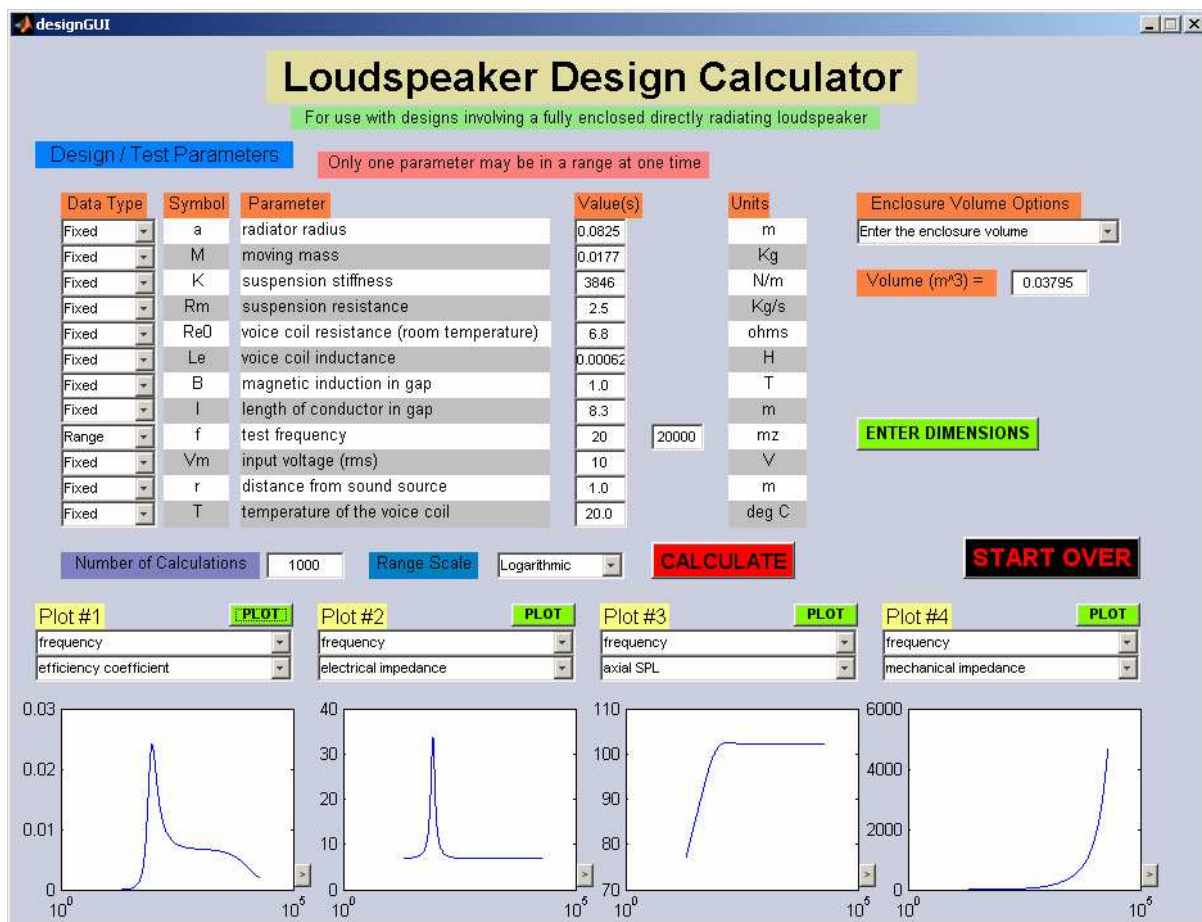 designGUI
Loudspeaker Design Calculator
For use with designs involving a fully enclosed directly radiating loudspeaker
Design / Test Parameters
Only one parameter may be in a range at one time
Data Type Symbol Parameter Value(s) Units Enclosure Volume Options
Fixed a radiator radius 0.0825 m Enter the enclosure volume
Fixed M moving mass 0.0177 Kg
Fixed K suspension stiffness 3846 N/m Volume (m^3) = 0.03795
Fixed Rm suspension resistance 2.5 Kg/s
Fixed Re0 voice coil resistance (room temperature) 6.8 ohms
Fixed Le voice coil inductance 0.00062 H
Fixed B magnetic induction in gap 1.0 T
Fixed l length of conductor in gap 8.3 m
Range f test frequency 20 20000 mz ENTER DIMENSIONS
Fixed Vm input voltage (rms) 10 V
Fixed r distance from sound source 1.0 m
Fixed T temperature of the voice coil 20.0 deg C
Number of Calculations 1000 Range Scale Logarithmic CALCULATE START OVER
Plot #1 PLOT Plot #2 PLOT Plot #3 PLOT Plot #4 PLOT
frequency frequency frequency frequency
efficiency coefficient electrical impedance axial SPL mechanical impedance
0.03 40 110 6000
30 100
0.02 4000
20 90
0.01 2000
10 80
0 0 70 0
> > > >
10^0 10^5 10^0 10^5 10^0 10^5 10^0 10^5